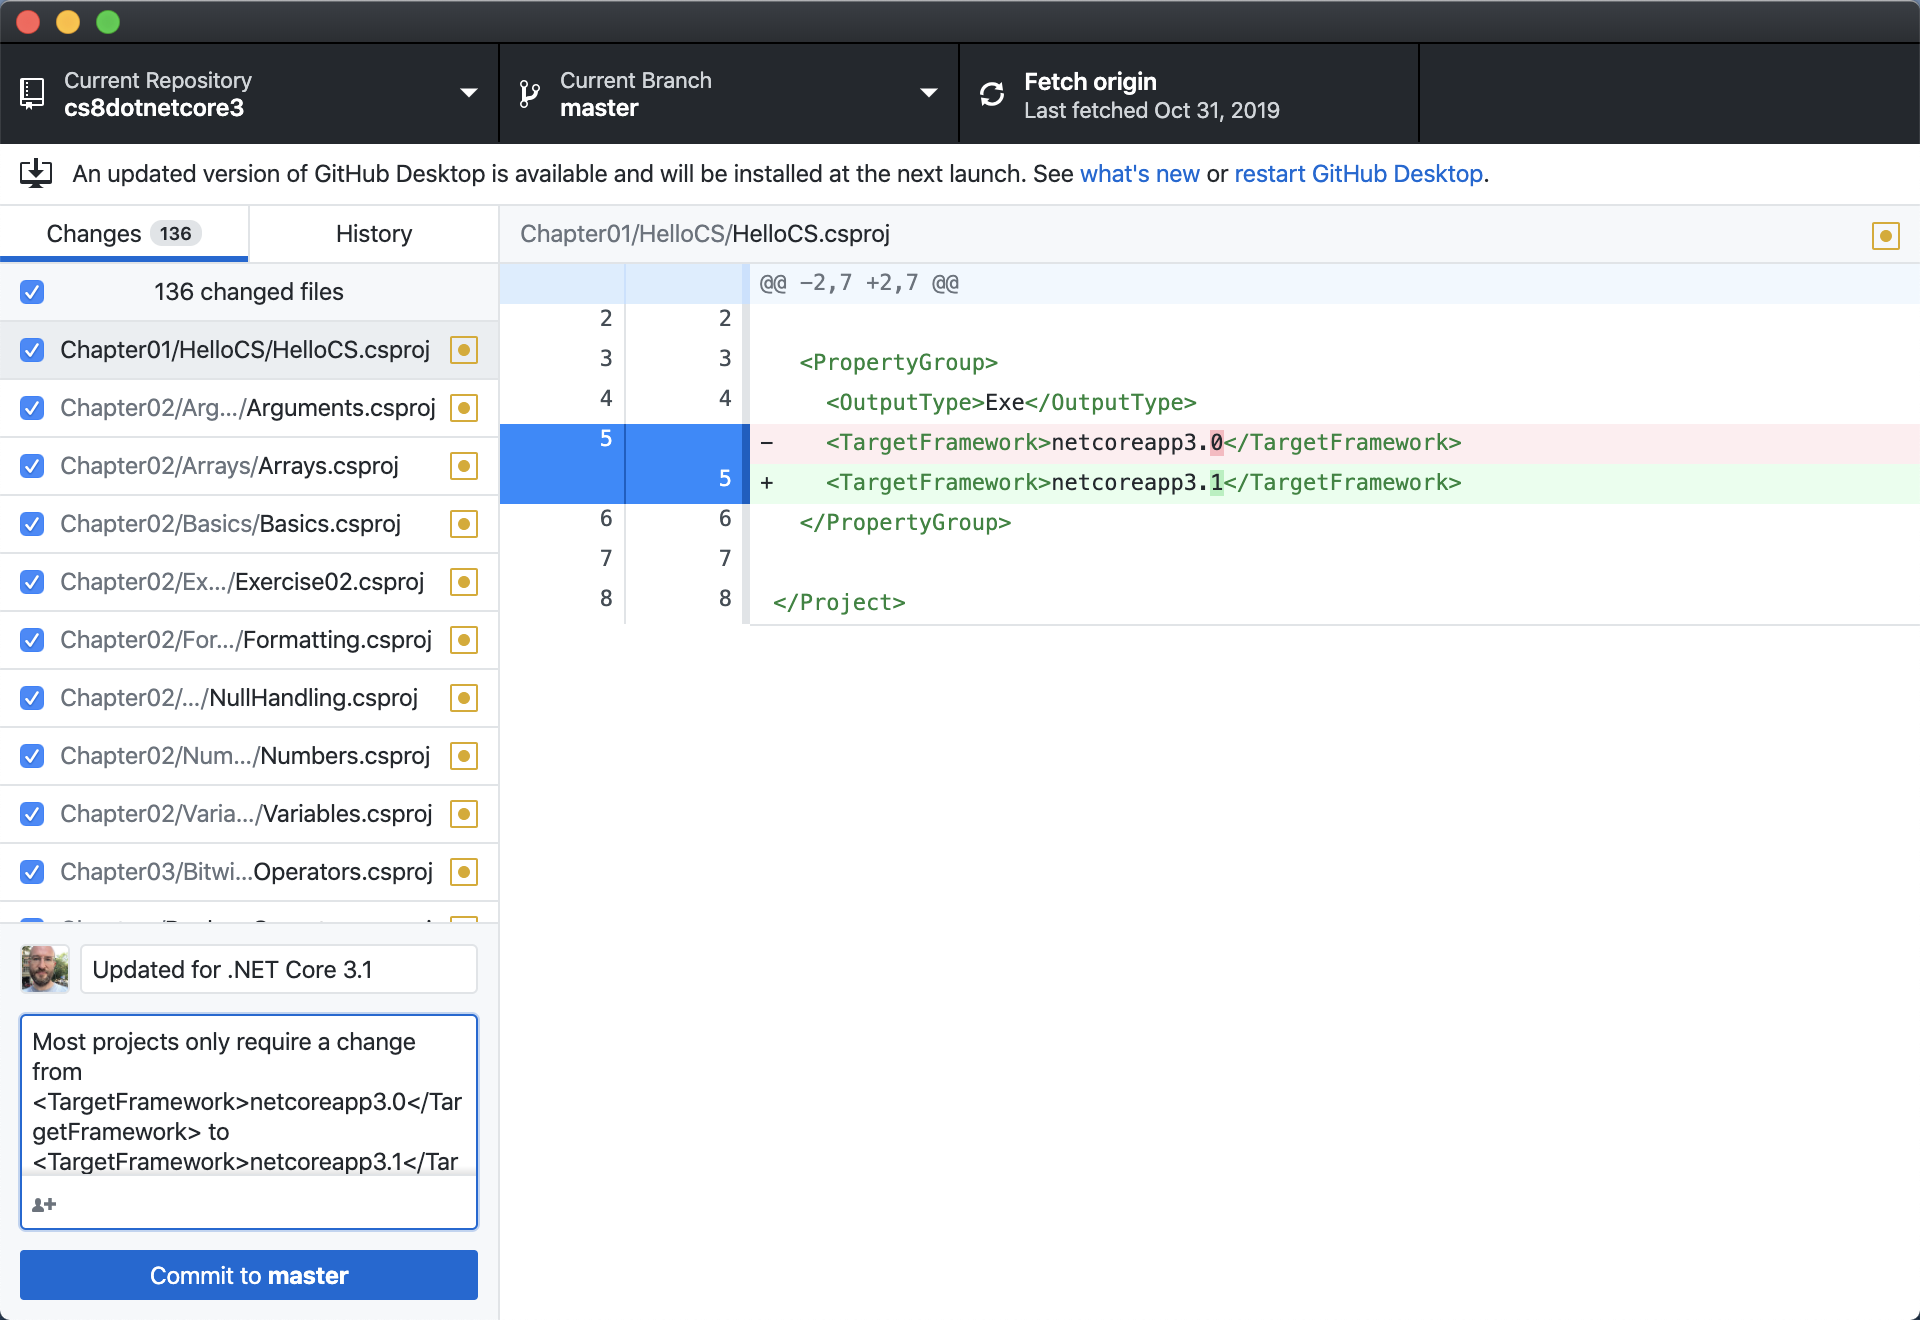 Current Repository
cs8dotnetcore3
Current Branch
master
Fetch origin
Last fetched Oct 31, 2019
An updated version of GitHub Desktop is available and will be installed at the next launch. See what's new or restart GitHub Desktop.
Changes 136
History
136 changed files
Chapter01/HelloCS/HelloCS.csproj
Chapter02/Arg.../Arguments.csproj
Chapter02/Arrays/Arrays.csproj
Chapter02/Basics/Basics.csproj
Chapter02/Ex.../Exercise02.csproj
Chapter02/For.../Formatting.csproj
Chapter02/.../NullHandling.csproj
Chapter02/Num.../Numbers.csproj
Chapter02/Varia.../Variables.csproj
Chapter03/Bitwi...Operators.csproj
Updated for .NET Core 3.1
Most projects only require a change
from
<TargetFramework>netcoreapp3.0</Tar
getFramework> to
<TargetFramework>netcoreapp3.1</Tar
Commit to master
Chapter01/HelloCS/HelloCS.csproj
@@ -2,7 +2,7 @@
2 2
3 3 <PropertyGroup>
4 4 <OutputType>Exe</OutputType>
5 - <TargetFramework>netcoreapp3.0</TargetFramework>
5 + <TargetFramework>netcoreapp3.1</TargetFramework>
6 6 </PropertyGroup>
7 7
8 8 </Project>